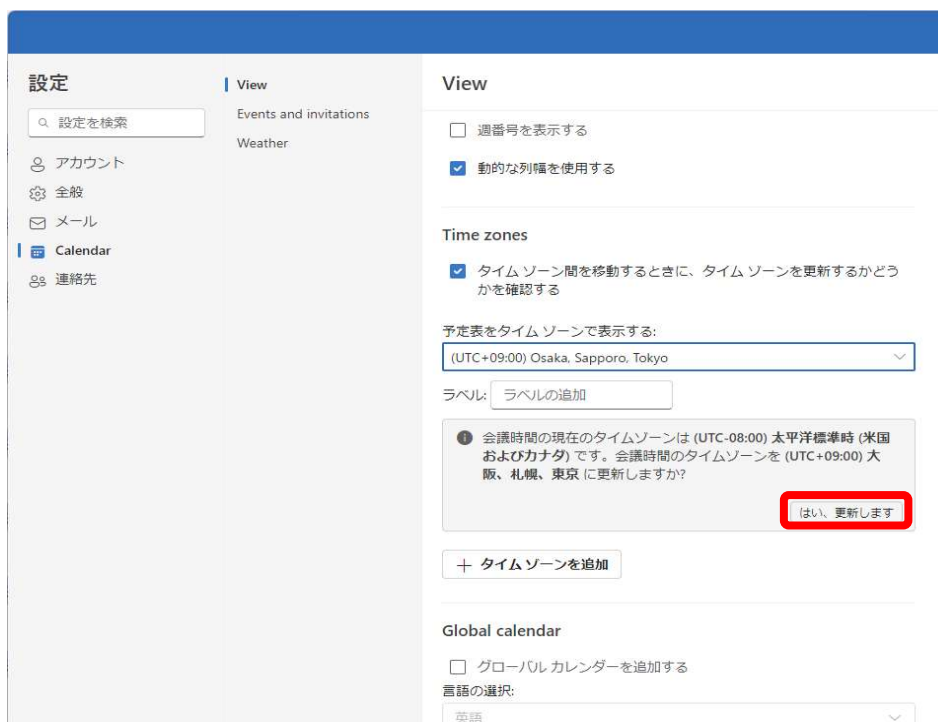 設定
設定を検索
アカウント
全般
メール
Calendar
連絡先
View
Events and invitations
Weather
View
週番号を表示する
動的な列幅を使用する
Time zones
タイム ゾーン間を移動するときに、タイム ゾーンを更新するかどう
かを確認する
予定表をタイム ゾーンで表示する:
(UTC+09:00) Osaka, Sapporo, Tokyo
ラベル: ラベルの追加
会議時間の現在のタイムゾーンは (UTC-08:00) 太平洋標準時 (米国
およびカナダ) です。会議時間のタイムゾーンを (UTC+09:00) 大
阪、札幌、東京 に更新しますか?
はい、更新します
タイム ゾーンを追加
Global calendar
グローバル カレンダーを追加する
言語の選択:
英語